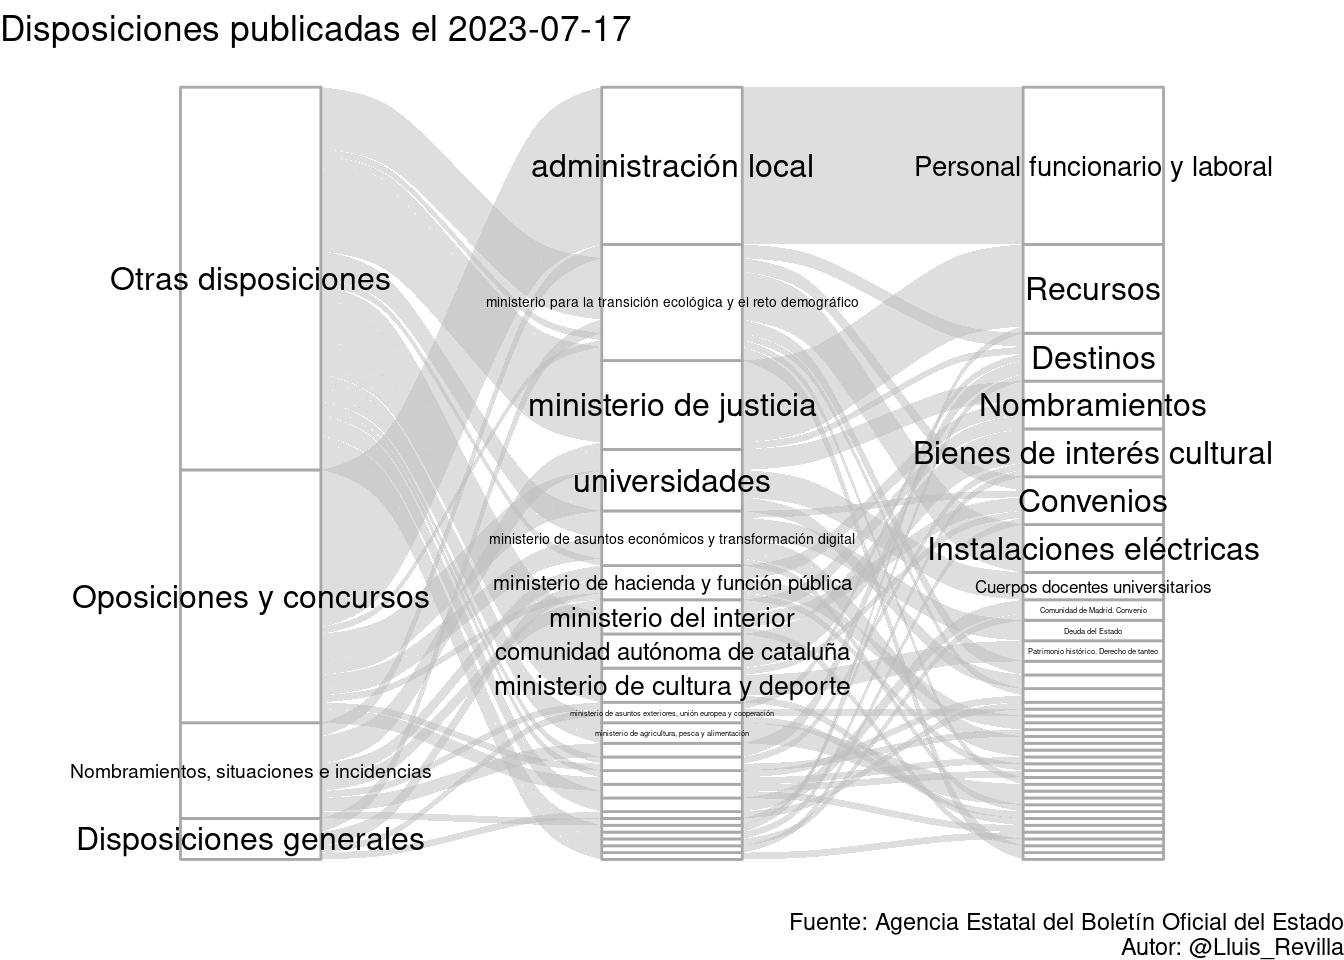 Disposiciones publicadas el 2023-07-17
Otras disposiciones
Oposiciones y concursos
Nombramientos, situaciones e incidencias
Disposiciones generales
administración local
ministerio para la transición ecológica y el reto demográfico
ministerio de justicia
universidades
ministerio de asuntos económicos y transformación digital
ministerio de hacienda y función pública
ministerio del interior
comunidad autónoma de cataluña
ministerio de cultura y deporte
ministerio de asuntos exteriores, unión europea y cooperación
ministerio de agricultura, pesca y alimentación
Personal funcionario y laboral
Recursos
Destinos
Nombramientos
Bienes de interés cultural
Convenios
Instalaciones eléctricas
Cuerpos docentes universitarios
Comunidad de Madrid. Convenio
Deuda del Estado
Patrimonio histórico. Derecho de tanteo
Fuente: Agencia Estatal del Boletín Oficial del Estado
Autor: @Lluis_Revilla